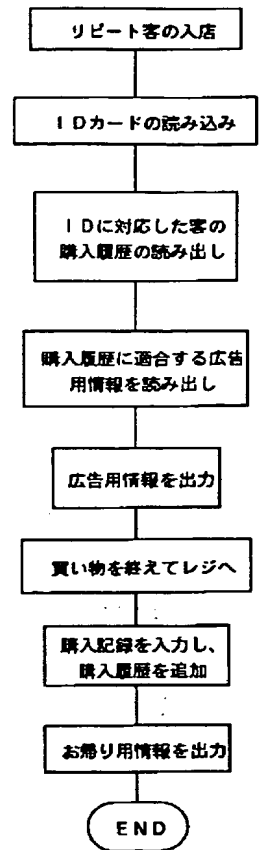 リピート客の入店
IDカードの読み込み
IDに対応した客の
購入履歴の読み出し
購入履歴に適合する広告
用情報を読み出し
広告用情報を出力
買い物を終えてレジへ
購入記録を入力し、
購入履歴を追加
お帰り用情報を出力
END